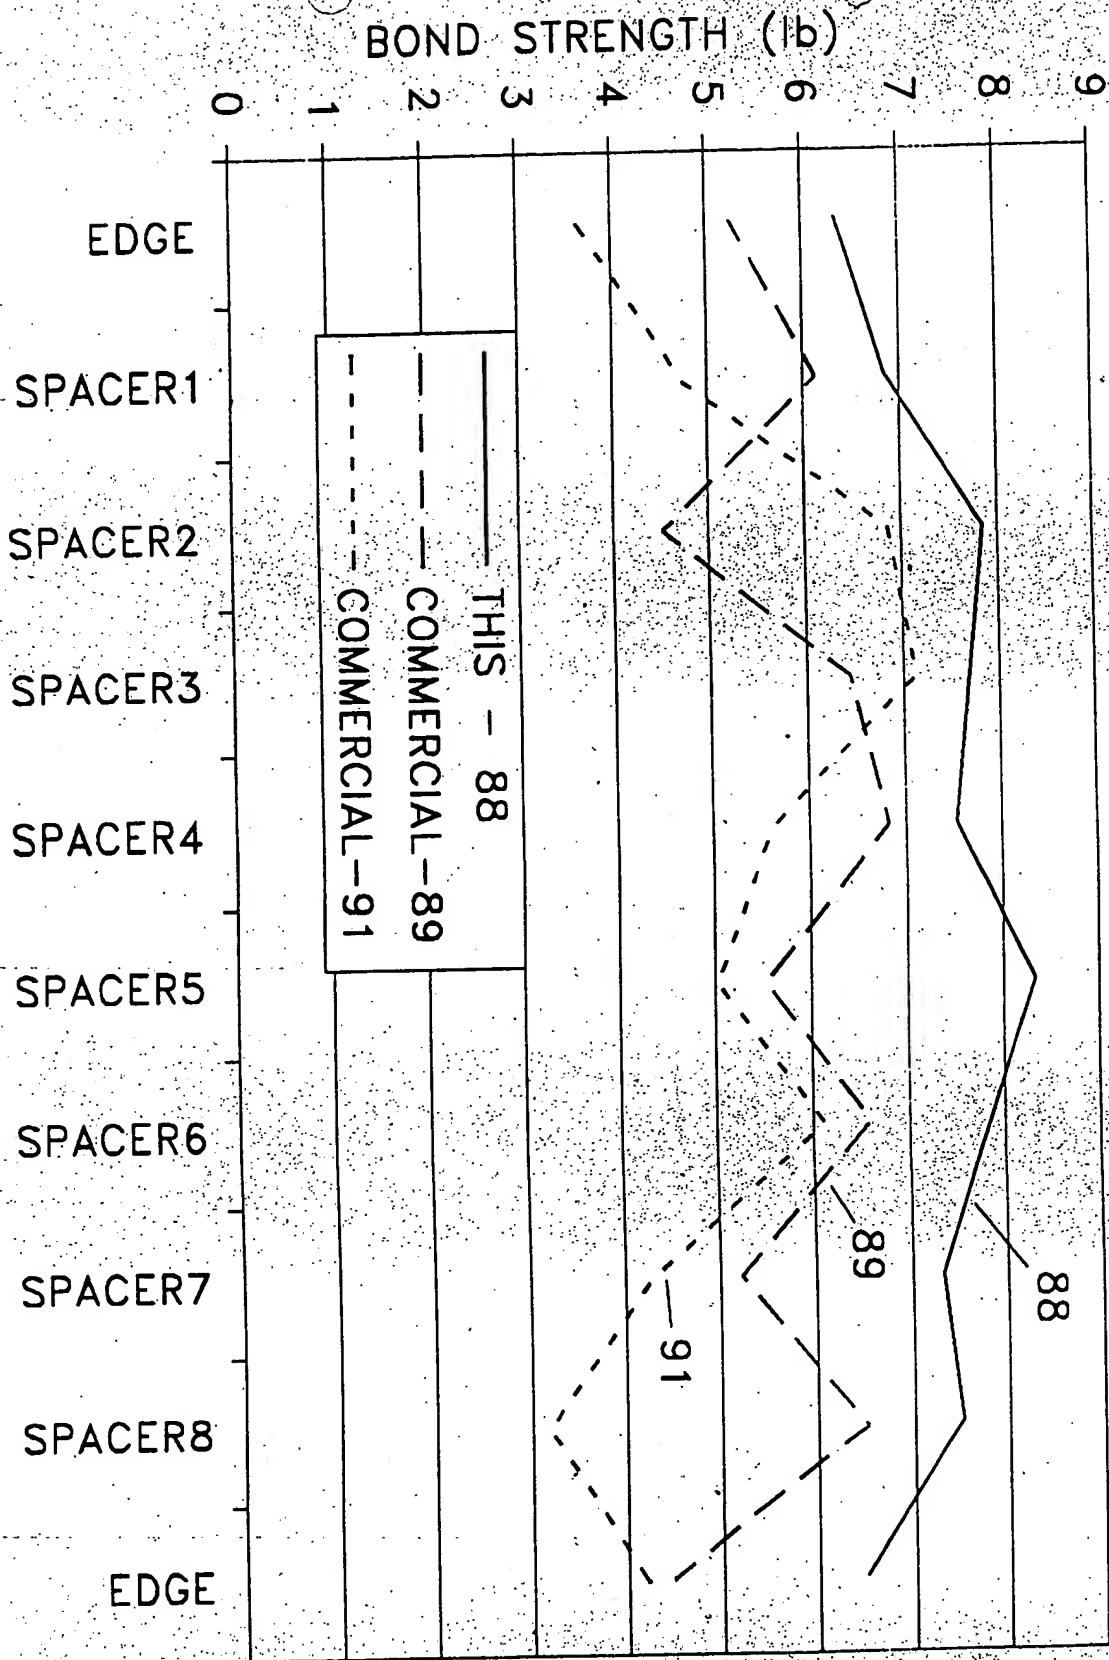 BOND STRENGTH (lb)
0
1
2
3
4
5
6
7
8
9
EDGE
SPACER1
SPACER2
SPACER3
SPACER4
SPACER5
SPACER6
SPACER7
SPACER8
EDGE
THIS - 88
COMMERCIAL-89
COMMERCIAL-91
88
89
91